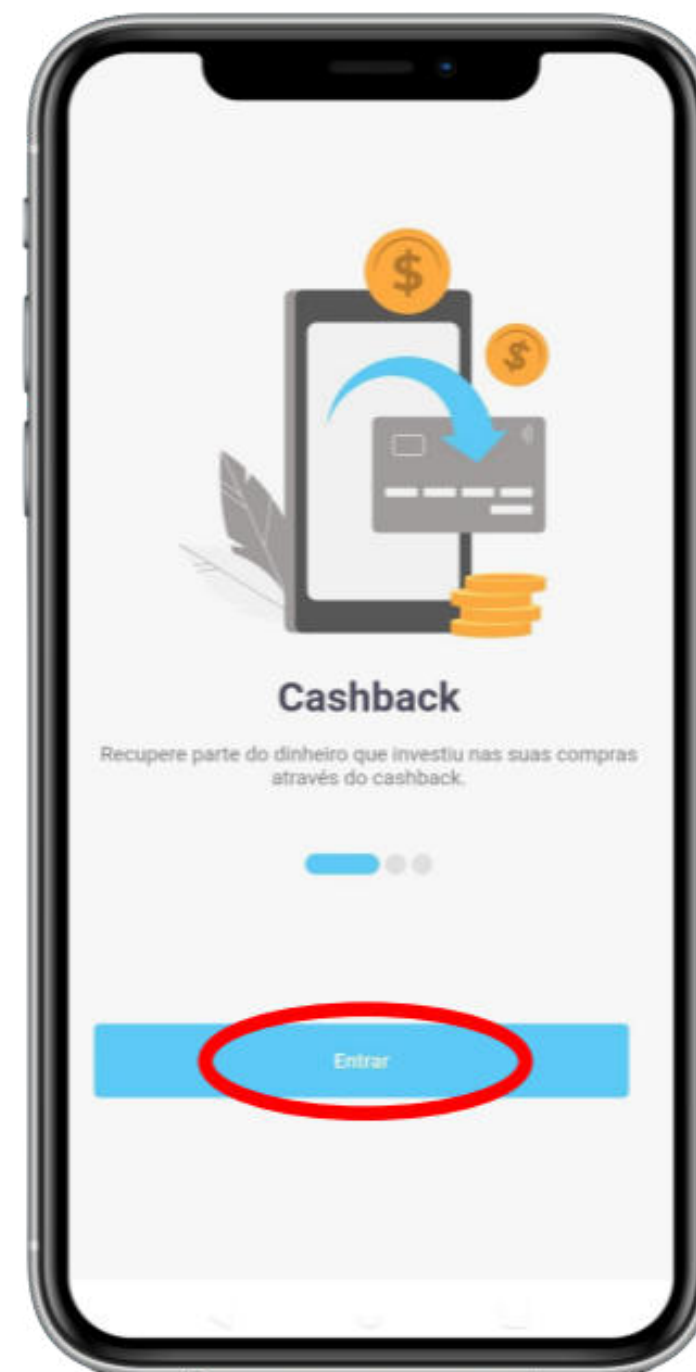 $
$
Cashback
Recupere parte do dinheiro que investiu nas suas compras
através do cashback.
Entrar